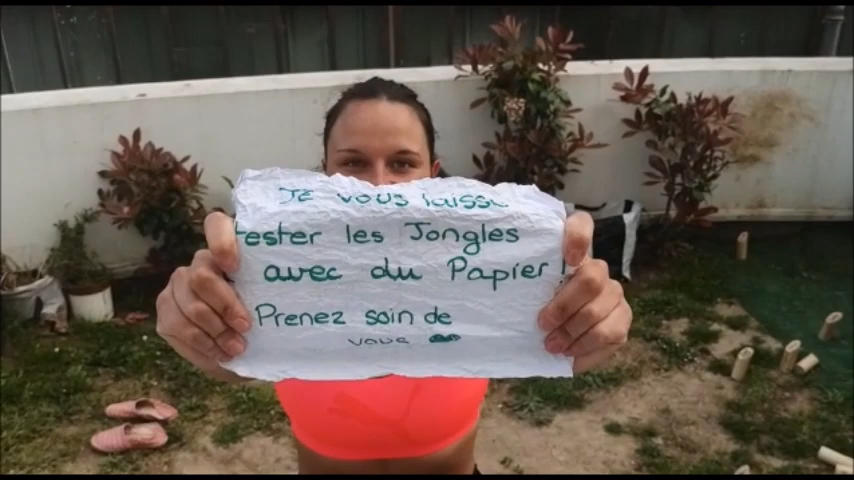 Je vous laisse
tester les Jongles
avec du Papier !
Prenez soin de
vous